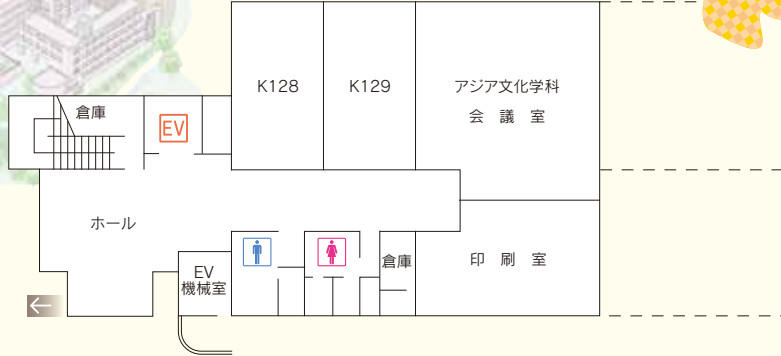 K128
K129
アジア文化学科
会 議 室
倉庫
EV
ホール
EV
機械室
倉庫
印 刷 室